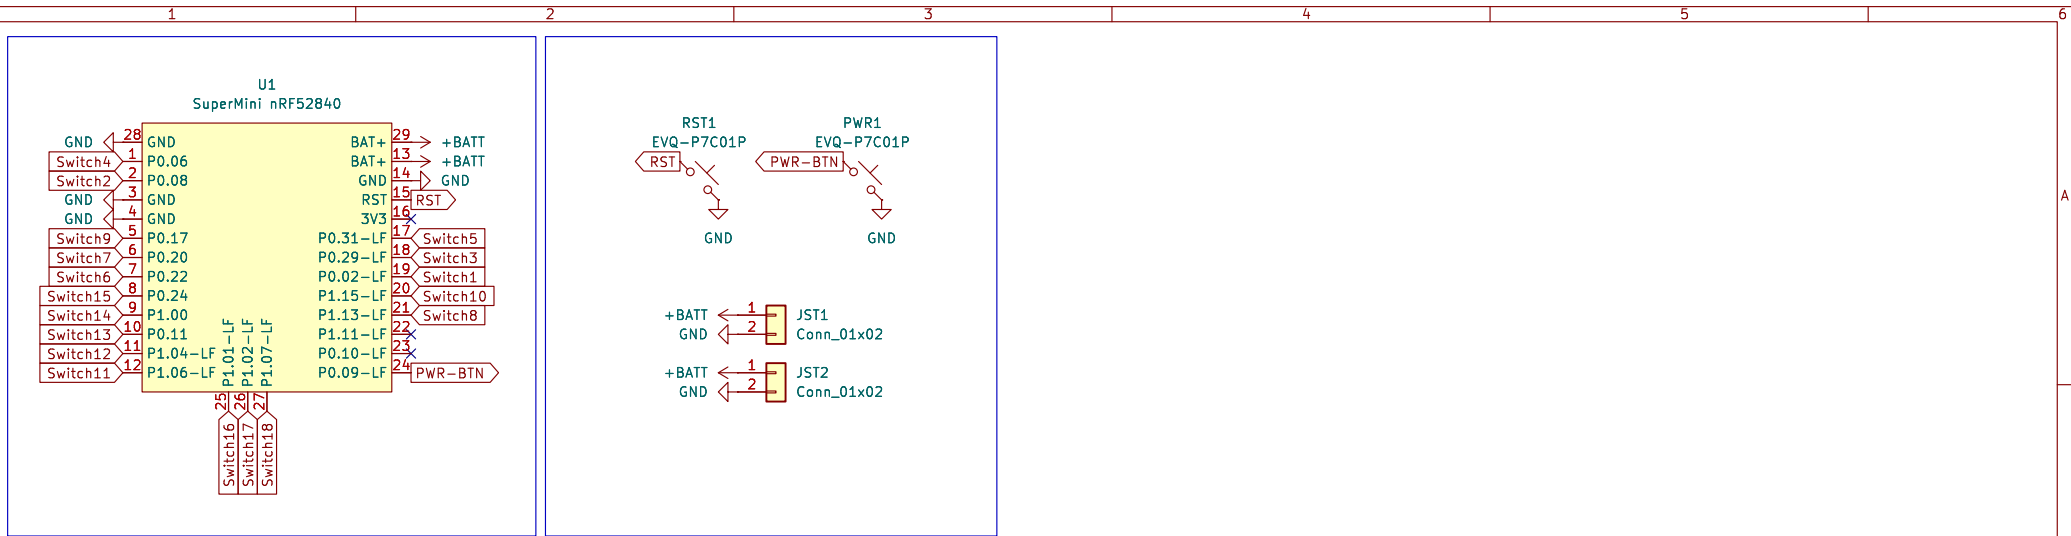 1 2 3 4 5 6
A
U1
SuperMini nRF52840
GND 28 GND BAT+ 29 +BATT
Switch4 1 P0.06 BAT+ 13 +BATT
Switch2 2 P0.08 GND 14 GND
GND 3 GND RST 15 RST
GND 4 GND 3V3 16
Switch9 5 P0.17 P0.31-LF 17 Switch5
Switch7 6 P0.20 P0.29-LF 18 Switch3
Switch6 7 P0.22 P0.02-LF 19 Switch1
Switch15 8 P0.24 P1.15-LF 20 Switch10
Switch14 9 P1.00 P1.13-LF 21 Switch8
Switch13 10 P0.11 P1.11-LF 22
Switch12 11 P1.04-LF P0.10-LF 23
Switch11 12 P1.06-LF P0.09-LF 24 PWR-BTN
P1.01-LF 25 Switch16
P1.02-LF 26 Switch17
P1.07-LF 27 Switch18
RST1
EVQ-P7C01P
RST
GND
PWR1
EVQ-P7C01P
PWR-BTN
GND
+BATT 1 JST1
GND 2 Conn_01x02
+BATT 1 JST2
GND 2 Conn_01x02